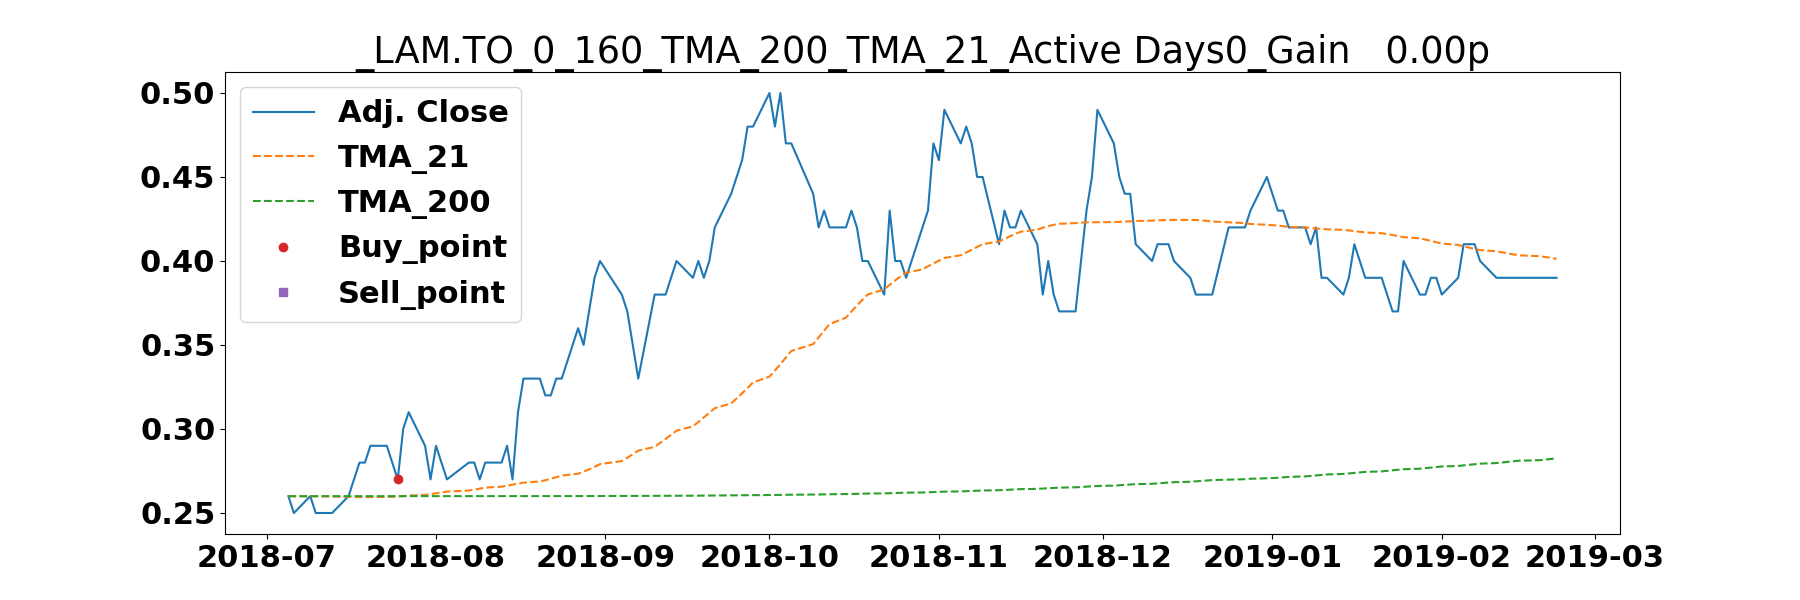 _LAM.TO_0_160_TMA_200_TMA_21_Active Days0_Gain   0.00p
0.50
0.45
0.40
0.35
0.30
0.25
Adj. Close
TMA_21
TMA_200
Buy_point
Sell_point
2018-07 2018-08 2018-09 2018-10 2018-11 2018-12 2019-01 2019-02 2019-03